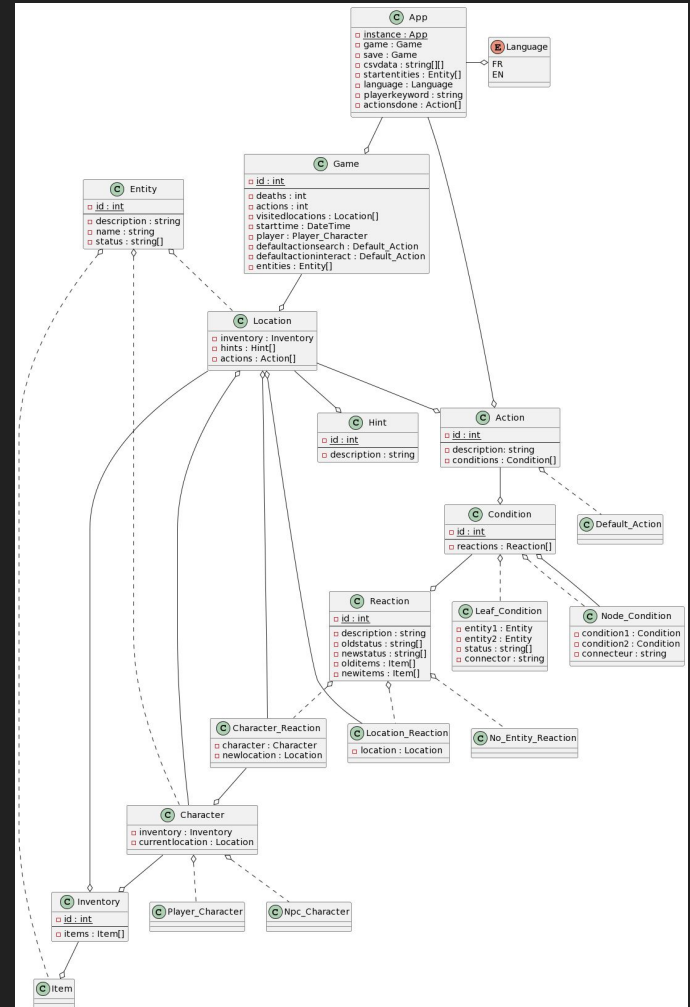 C App
instance : App
game : Game
save : Game
csvdata : string[][]
startentities : Entity[]
language : Language
playerkeyword : string
actionsdone : Action[]
E Language
FR
EN
C Game
id : int
deaths : int
actions : int
visitedlocations : Location[]
starttime : DateTime
player : Player_Character
defaultactionsearch : Default_Action
defaultactioninteract : Default_Action
entities : Entity[]
C Entity
id : int
description : string
name : string
status : string[]
C Location
inventory : Inventory
hints : Hint[]
actions : Action[]
C Hint
id : int
description : string
C Action
id : int
description: string
conditions : Condition[]
C Default_Action
C Condition
id : int
reactions : Reaction[]
C Reaction
id : int
description : string
oldstatus : string[]
newstatus : string[]
olditems : Item[]
newitems : Item[]
C Leaf_Condition
entity1 : Entity
entity2 : Entity
status : string[]
connector : string
C Node_Condition
condition1 : Condition
condition2 : Condition
connecteur : string
C Character_Reaction
character : Character
newlocation : Location
C Location_Reaction
location : Location
C No_Entity_Reaction
C Character
inventory : Inventory
currentlocation : Location
C Inventory
id : int
items : Item[]
C Player_Character
C Npc_Character
C Item